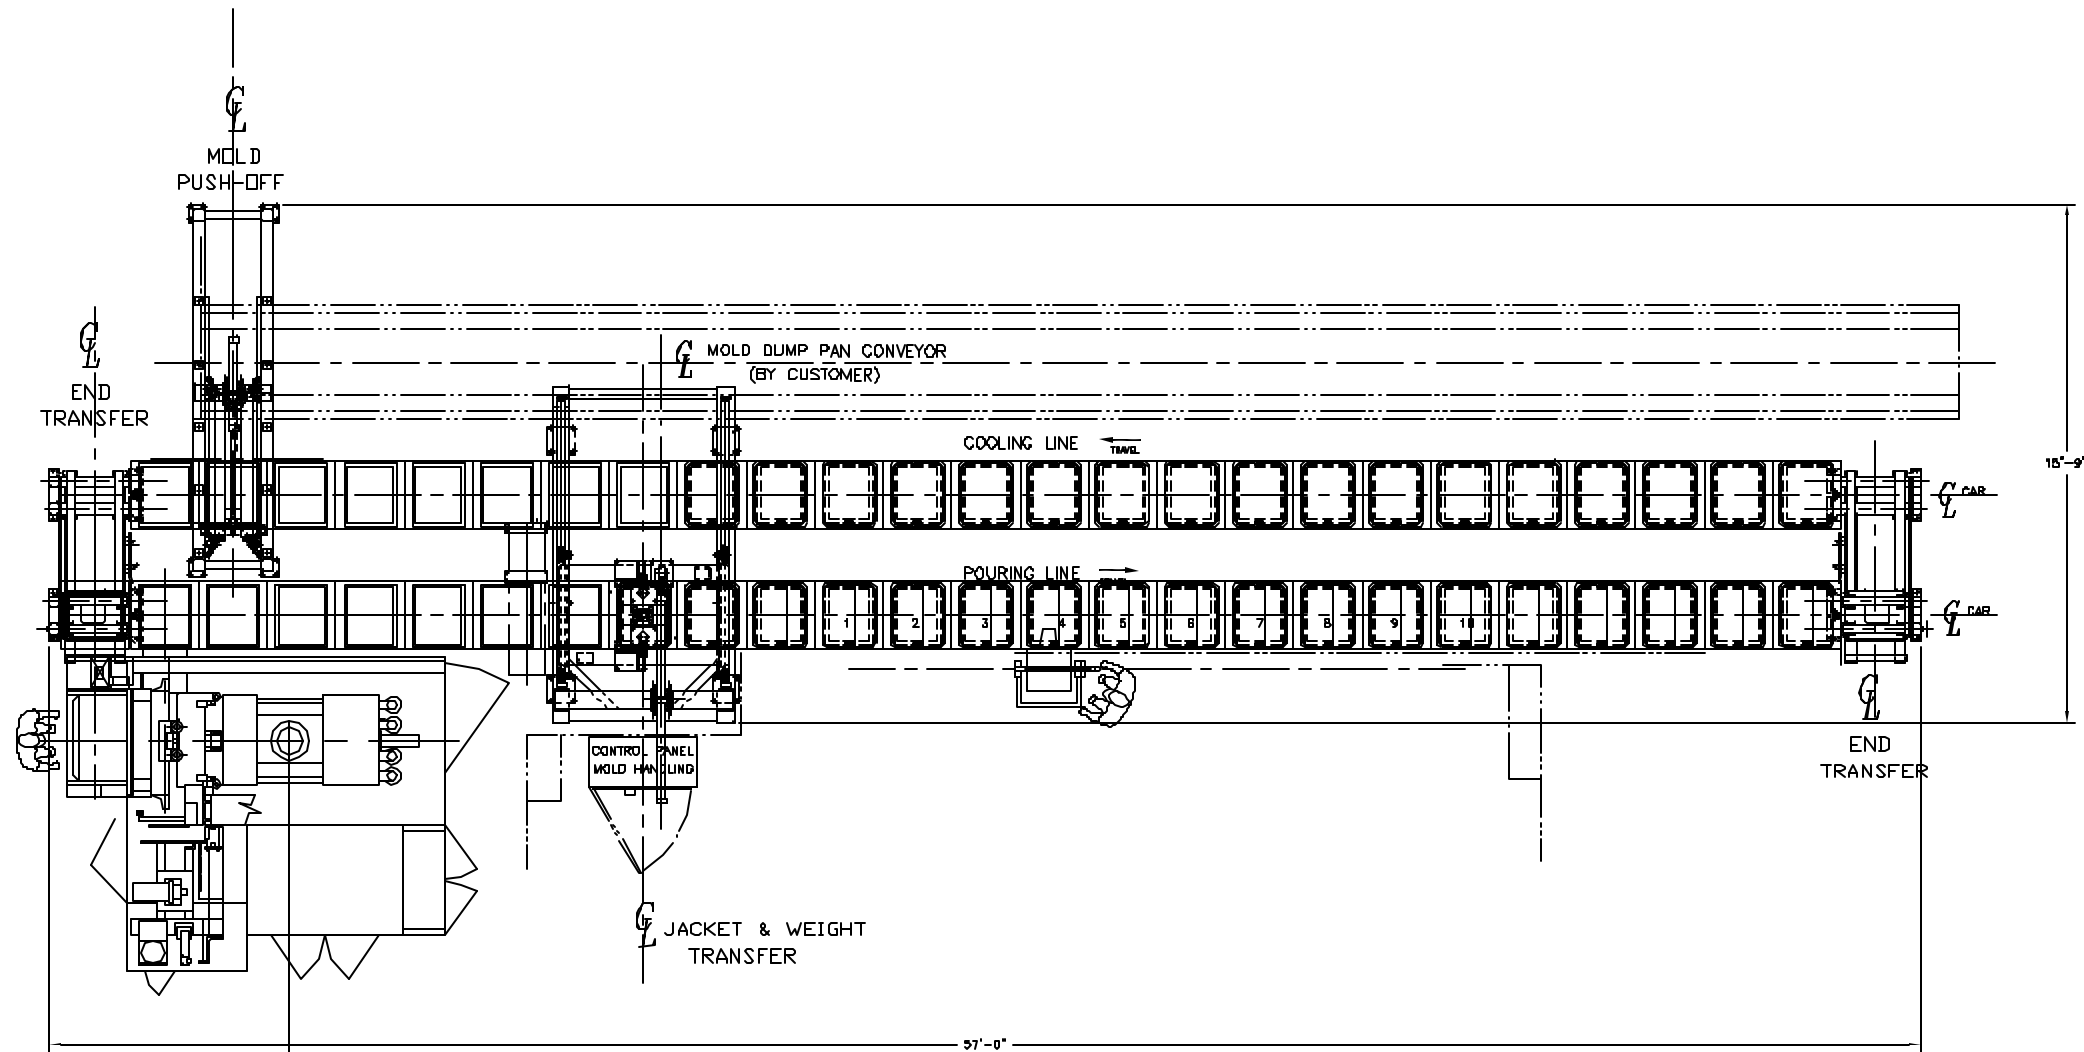 MOLD
PUSH-OFF
MOLD DUMP PAN CONVEYOR
(BY CUSTOMER)
END
TRANSFER
COOLING LINE
TRAVEL
CAR
POURING LINE
1 2 3 4 5 6 7 8 9 10
CAR
CONTROL PANEL
MOLD HANDLING
END
TRANSFER
JACKET & WEIGHT
TRANSFER
57'-0"